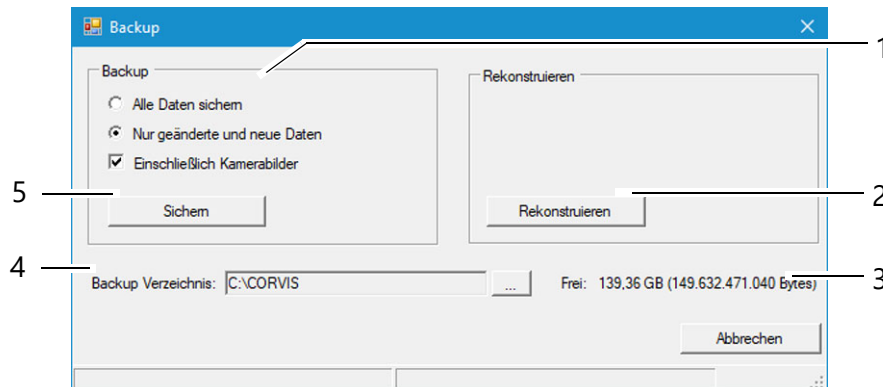 Backup
1
Backup
Rekonstruieren
Alle Daten sichern
Nur geänderte und neue Daten
Einschließlich Kamerabilder
5
Sichern
Rekonstruieren
2
4
Backup Verzeichnis: C:\CORVIS ... Frei: 139,36 GB (149.632.471.040 Bytes)
3
Abbrechen